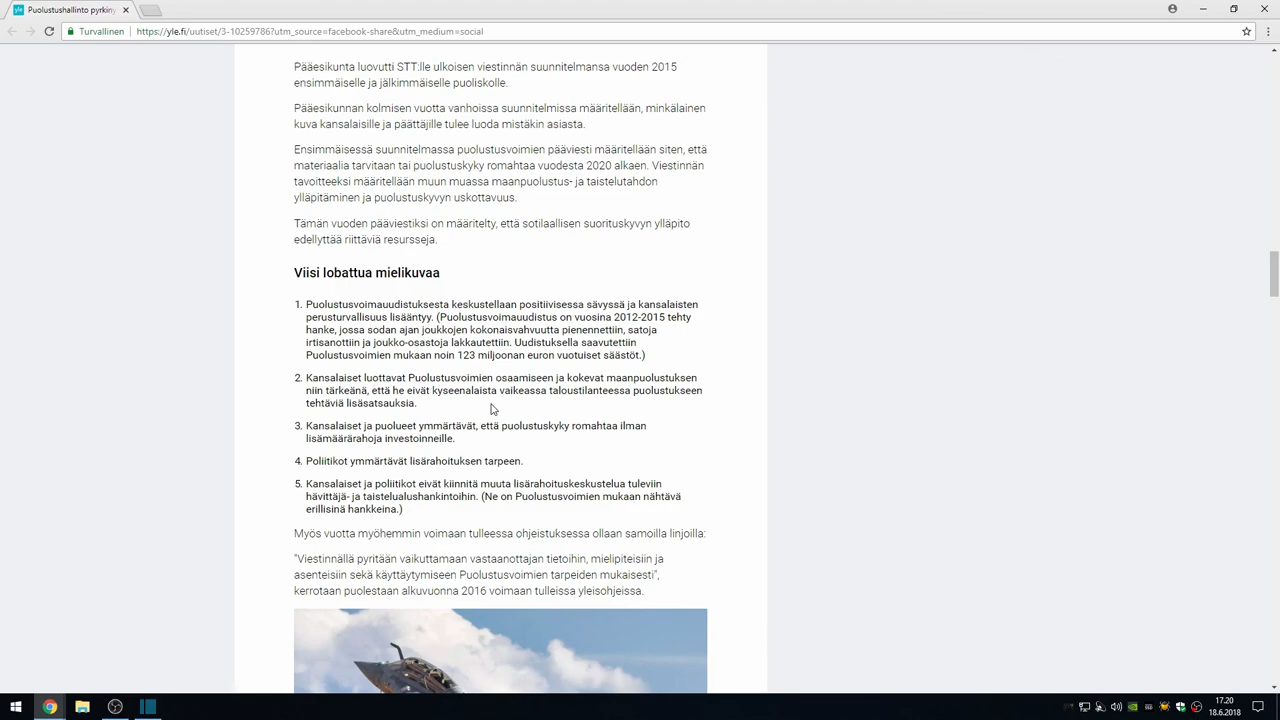 Puolustushallinto pyrkiny
Turvallinen
https://yle.fi/uutiset/3-10259786?utm_source=facebook-share&utm_medium=social
Pääesikunta luovutti STT:lle ulkoisen viestinnän suunnitelmansa vuoden 2015
ensimmäiselle ja jälkimmäiselle puoliskolle.
Pääesikunnan kolmisen vuotta vanhoissa suunnitelmissa määritellään, minkälainen
kuva kansalaisille ja päättäjille tulee luoda mistäkin asiasta.
Ensimmäisessä suunnitelmassa puolustusvoimien pääviesti määritellään siten, että
materiaalia tarvitaan tai puolustuskyky romahtaa vuodesta 2020 alkaen. Viestinnän
tavoitteeksi määritellään muun muassa maanpuolustus- ja taistelutahdon
ylläpitäminen ja puolustuskyvyn uskottavuus.
Tämän vuoden pääviestiksi on määritelty, että sotilaallisen suorituskyvyn ylläpito
edellyttää riittäviä resursseja.
Viisi lobattua mielikuvaa
1. Puolustusvoimauudistuksesta keskustellaan positiivisessa sävyssä ja kansalaisten
perusturvallisuus lisääntyy. (Puolustusvoimauudistus on vuosina 2012-2015 tehty
hanke, jossa sodan ajan joukkojen kokonaisvahvuutta pienennettiin, satoja
irtisanottiin ja joukko-osastoja lakkautettiin. Uudistuksella saavutettiin
Puolustusvoimien mukaan noin 123 miljoonan euron vuotuiset säästöt.)
2. Kansalaiset luottavat Puolustusvoimien osaamiseen ja kokevat maanpuolustuksen
niin tärkeänä, että he eivät kyseenalaista vaikeassa taloustilanteessa puolustukseen
tehtäviä lisäsatsauksia.
3. Kansalaiset ja puolueet ymmärtävät, että puolustuskyky romahtaa ilman
lisämäärärahoja investoinneille.
4. Poliitikot ymmärtävät lisärahoituksen tarpeen.
5. Kansalaiset ja poliitikot eivät kiinnitä muuta lisärahoituskeskustelua tuleviin
hävittäjä- ja taistelualushankintoihin. (Ne on Puolustusvoimien mukaan nähtävä
erillisinä hankkeina.)
Myös vuotta myöhemmin voimaan tulleessa ohjeistuksessa ollaan samoilla linjoilla:
"Viestinnällä pyritään vaikuttamaan vastaanottajan tietoihin, mielipiteisiin ja
asenteisiin sekä käyttäytymiseen Puolustusvoimien tarpeiden mukaisesti",
kerrotaan puolestaan alkuvuonna 2016 voimaan tulleissa yleisohjeissa.
17.20
18.6.2018